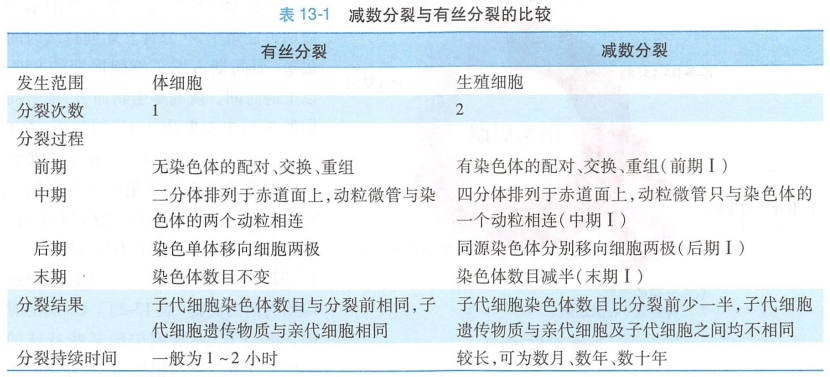 表 13-1 减数分裂与有丝分裂的比较
有丝分裂 减数分裂
发生范围 体细胞 生殖细胞
分裂次数 1 2
分裂过程
前期 无染色体的配对、交换、重组 有染色体的配对、交换、重组(前期Ⅰ)
中期 二分体排列于赤道面上,动粒微管与染 四分体排列于赤道面上,动粒微管只与染色体的
色体的两个动粒相连 一个动粒相连(中期Ⅰ)
后期 染色单体移向细胞两极 同源染色体分别移向细胞两极(后期Ⅰ)
末期 染色体数目不变 染色体数目减半(末期Ⅰ)
分裂结果 子代细胞染色体数目与分裂前相同,子 子代细胞染色体数目比分裂前少一半,子代细胞
代细胞遗传物质与亲代细胞相同 遗传物质与亲代细胞及子代细胞之间均不相同
分裂持续时间 一般为1~2小时 较长,可为数月、数年、数十年